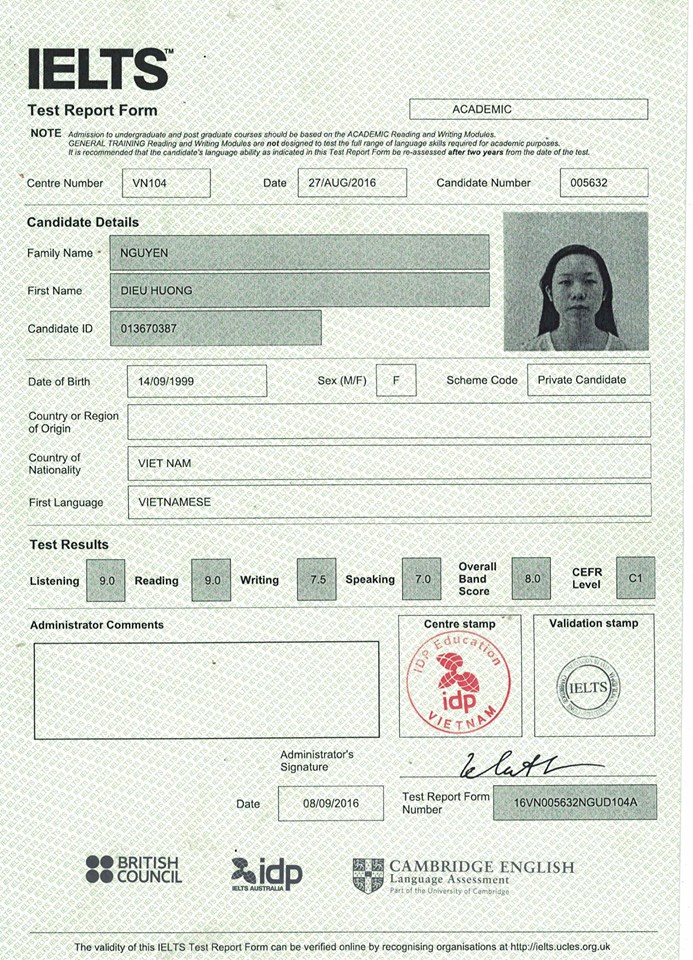 IELTS™
Test Report Form
ACADEMIC
NOTE Admission to undergraduate and post graduate courses should be based on the ACADEMIC Reading and Writing Modules.
GENERAL TRAINING Reading and Writing Modules are not designed to test the full range of language skills required for academic purposes.
It is recommended that the candidate's language ability as indicated in this Test Report Form be re-assessed after two years from the date of the test.
Centre Number VN104 Date 27/AUG/2016 Candidate Number 005632
Candidate Details
Family Name NGUYEN
First Name DIEU HUONG
Candidate ID 013670387
Date of Birth 14/09/1999 Sex (M/F) F Scheme Code Private Candidate
Country or Region
of Origin
Country of
Nationality VIET NAM
First Language VIETNAMESE
Test Results
Listening 9.0 Reading 9.0 Writing 7.5 Speaking 7.0 Overall Band Score 8.0 CEFR Level C1
Administrator Comments
Centre stamp
Validation stamp
IDP Education
idp
VIETNAM
IELTS
Administrator's
Signature
Date 08/09/2016
Test Report Form
Number 16VN005632NGUD104A
BRITISH
COUNCIL
idp
IELTS AUSTRALIA
CAMBRIDGE ENGLISH
Language Assessment
Part of the University of Cambridge
The validity of this IELTS Test Report Form can be verified online by recognising organisations at http://ielts.ucles.org.uk